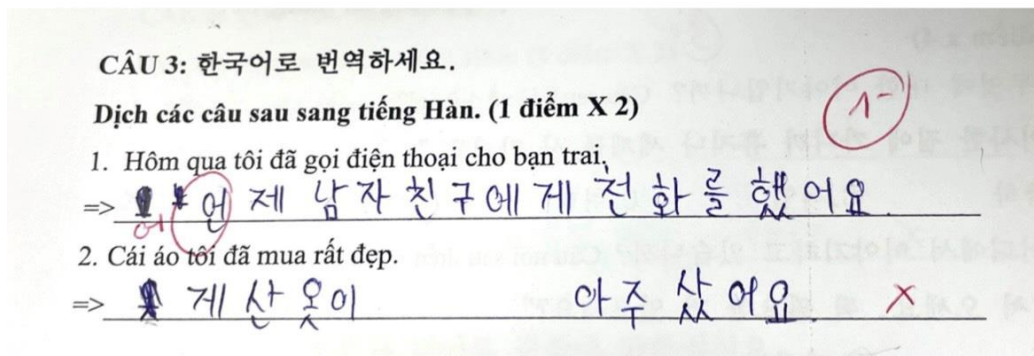 CÂU 3: 한국어로 번역하세요.
Dịch các câu sau sang tiếng Hàn. (1 điểm X 2)
1-
1. Hôm qua tôi đã gọi điện thoại cho bạn trai.
=> 언제 남자친구에제 전화를 했어요
어
2. Cái áo tôi đã mua rất đẹp.
=> 게 산 옷이 아주 샀어요. X